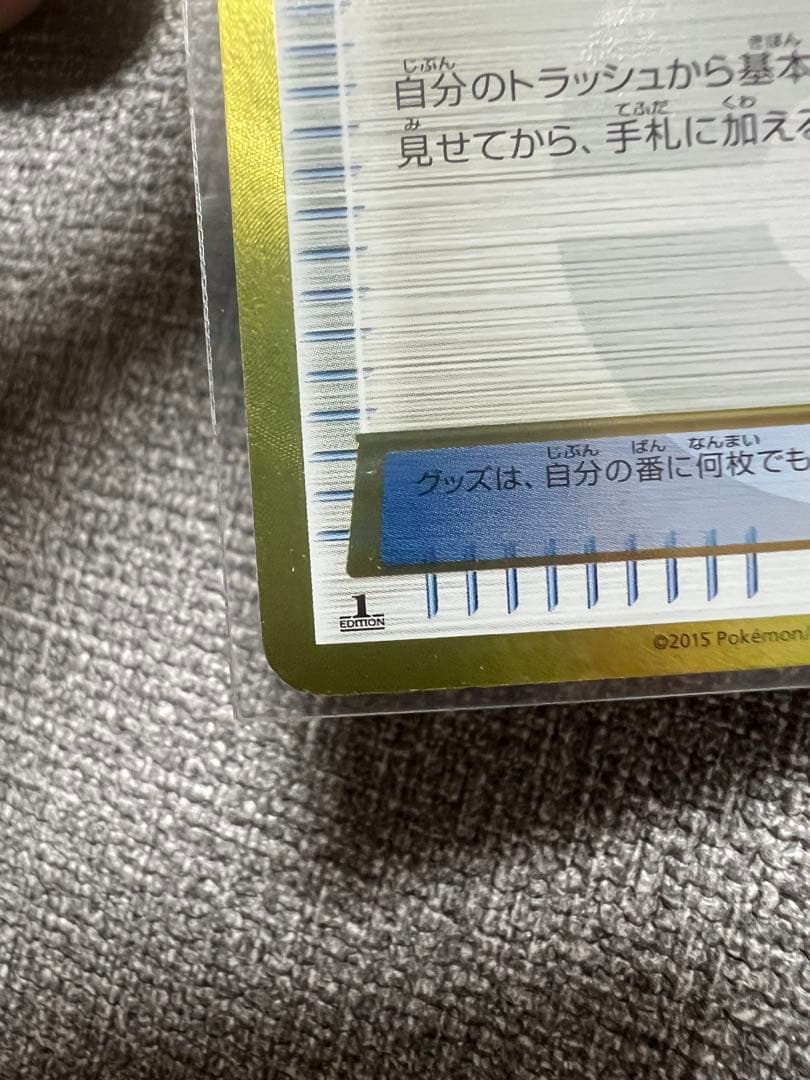 自分のトラッシュから基本
見せてから、手札に加える
グッズは、自分の番に何枚でも
1 EDITION
©2015 Pokémon/